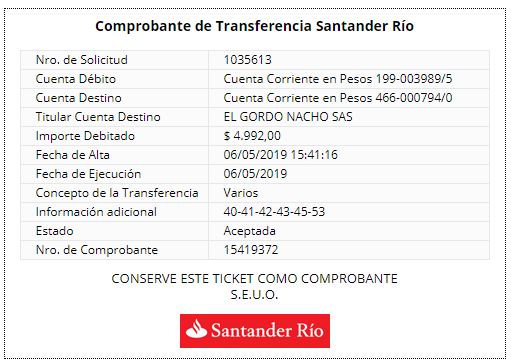 Comprobante de Transferencia Santander Río
Nro. de Solicitud 1035613
Cuenta Débito Cuenta Corriente en Pesos 199-003989/5
Cuenta Destino Cuenta Corriente en Pesos 466-000794/0
Titular Cuenta Destino EL GORDO NACHO SAS
Importe Debitado $ 4.992,00
Fecha de Alta 06/05/2019 15:41:16
Fecha de Ejecución 06/05/2019
Concepto de la Transferencia Varios
Información adicional 40-41-42-43-45-53
Estado Aceptada
Nro. de Comprobante 15419372
CONSERVE ESTE TICKET COMO COMPROBANTE
S.E.U.O.
Santander Río